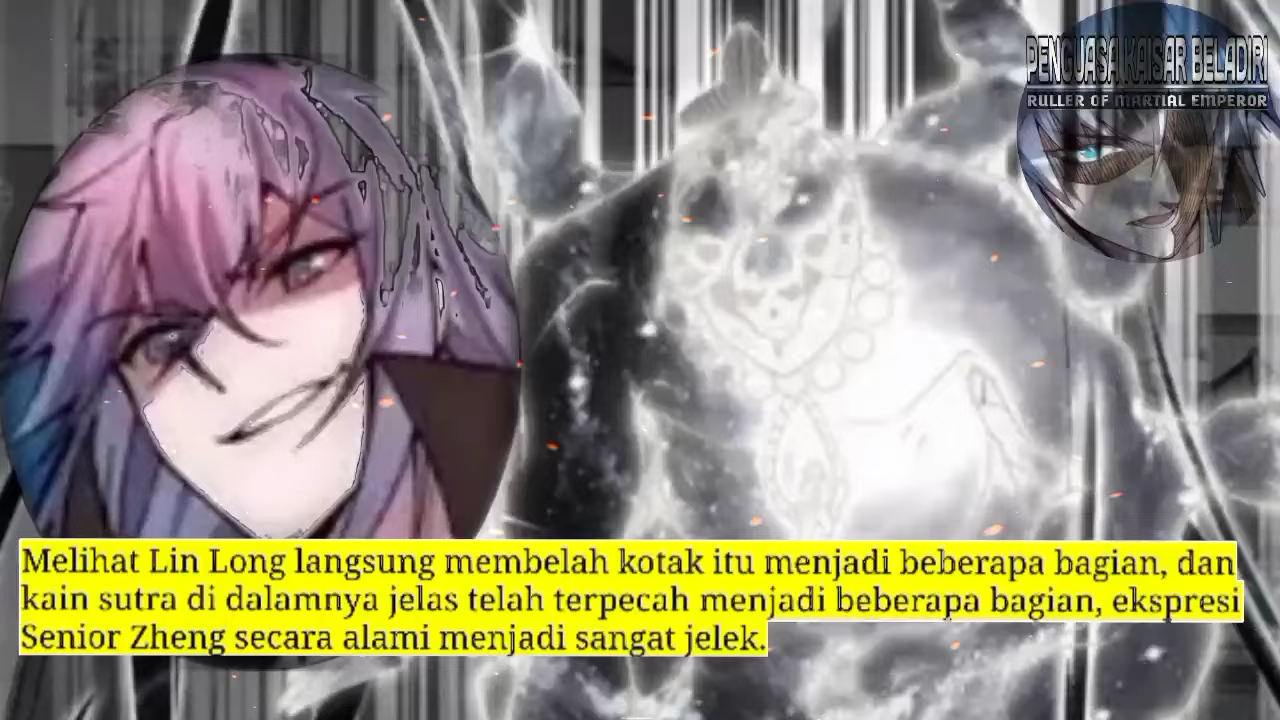 PENGUASA KAISAR BELADIRI
RULLER OF MARTIAL EMPEROR
Melihat Lin Long langsung membelah kotak itu menjadi beberapa bagian, dan
kain sutra di dalamnya jelas telah terpecah menjadi beberapa bagian, ekspresi
Senior Zheng secara alami menjadi sangat jelek.